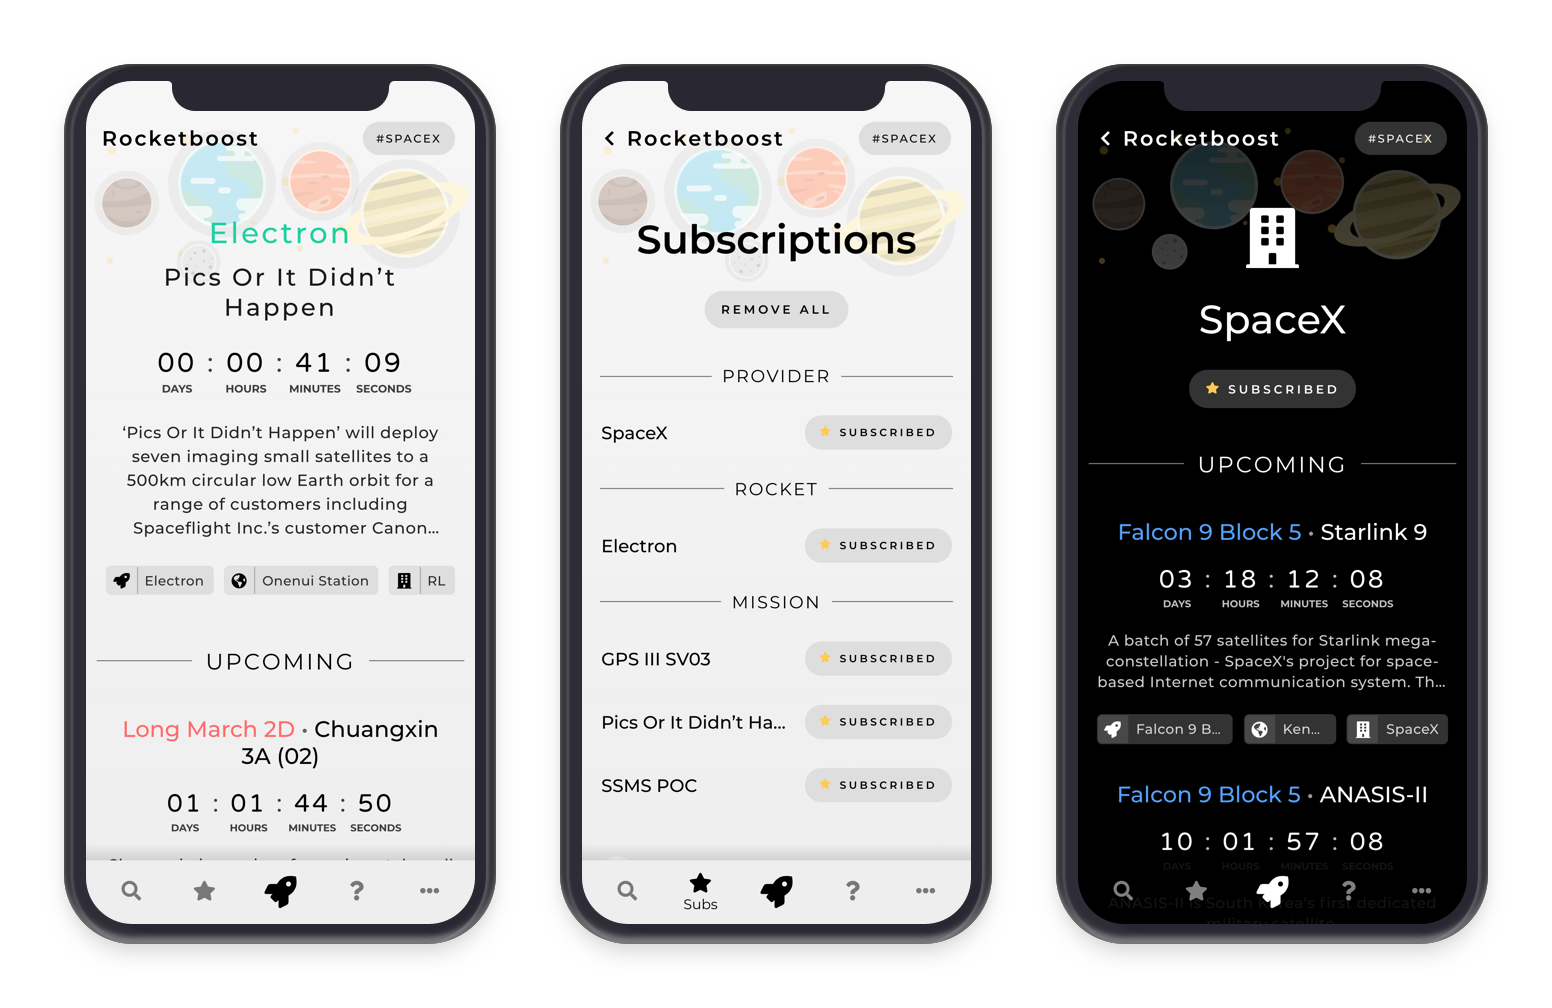 Rocketboost
#SPACEX
Electron
Pics Or It Didn’t
Happen
00 : 00 : 41 : 09
DAYS HOURS MINUTES SECONDS
‘Pics Or It Didn’t Happen’ will deploy
seven imaging small satellites to a
500km circular low Earth orbit for a
range of customers including
Spaceflight Inc.’s customer Canon...
Electron
Onenui Station
RL
UPCOMING
Long March 2D • Chuangxin
3A (02)
01 : 01 : 44 : 50
DAYS HOURS MINUTES SECONDS
?
Rocketboost
#SPACEX
Subscriptions
REMOVE ALL
PROVIDER
SpaceX SUBSCRIBED
ROCKET
Electron SUBSCRIBED
MISSION
GPS III SV03 SUBSCRIBED
Pics Or It Didn’t Ha... SUBSCRIBED
SSMS POC SUBSCRIBED
Subs
?
Rocketboost
#SPACEX
SpaceX
SUBSCRIBED
UPCOMING
Falcon 9 Block 5 • Starlink 9
03 : 18 : 12 : 08
DAYS HOURS MINUTES SECONDS
A batch of 57 satellites for Starlink mega-
constellation - SpaceX's project for space-
based Internet communication system. Th...
Falcon 9 B...
Ken...
SpaceX
Falcon 9 Block 5 • ANASIS-II
10 : 01 : 57 : 08
DAYS HOURS MINUTES SECONDS
?
ANASIS-II is South Korea's first dedicated
military satellite